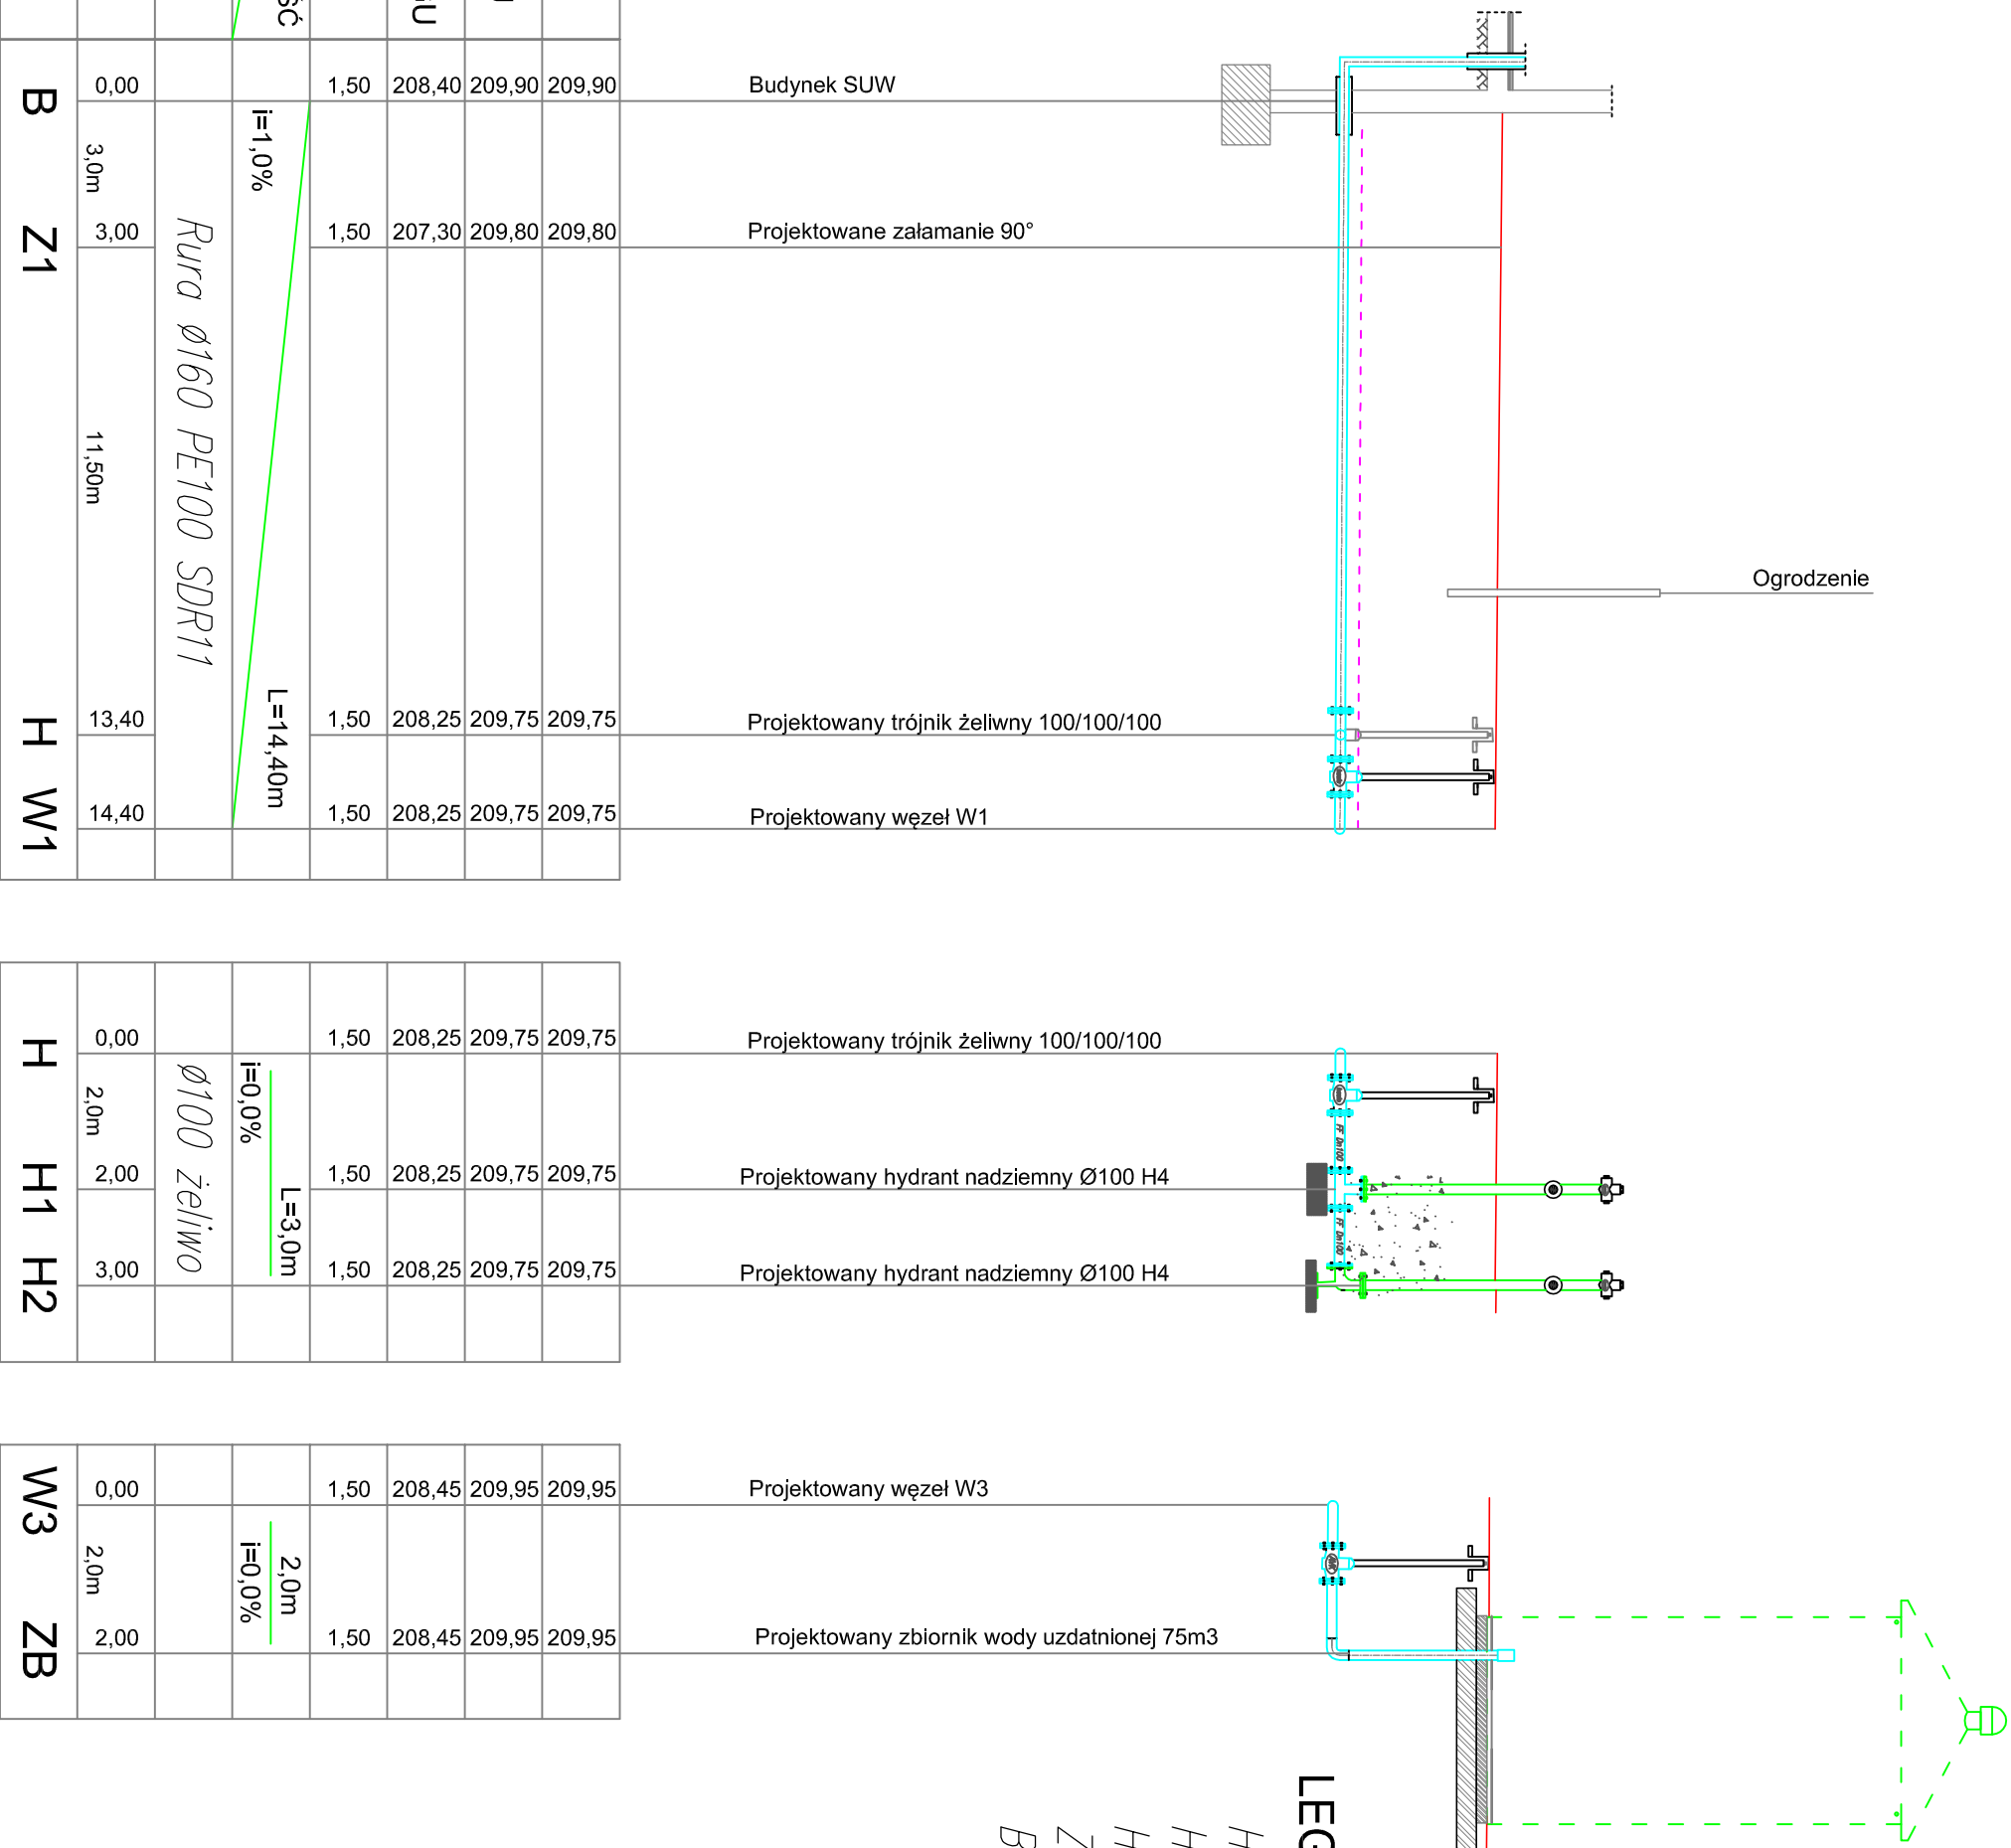 ŚĆ
GU
B
0,00
1,50
208,40
209,90
209,90
Budynek SUW
3,0m
i=1,0%
Z1
3,00
1,50
207,30
209,80
209,80
Projektowane załamanie 90°
Rura Ø160 PE100 SDR11
11,50m
Ogrodzenie
L=14,40m
H
13,40
1,50
208,25
209,75
209,75
Projektowany trójnik żeliwny 100/100/100
W1
14,40
1,50
208,25
209,75
209,75
Projektowany węzeł W1
H
0,00
1,50
208,25
209,75
209,75
Projektowany trójnik żeliwny 100/100/100
2,0m
Ø100 żeliwo
i=0,0%
L=3,0m
FF Dn100
H1
2,00
1,50
208,25
209,75
209,75
Projektowany hydrant nadziemny Ø100 H4
FF Dn100
H2
3,00
1,50
208,25
209,75
209,75
Projektowany hydrant nadziemny Ø100 H4
W3
0,00
1,50
208,45
209,95
209,95
Projektowany węzeł W3
2,0m
2,0m
i=0,0%
ZB
2,00
1,50
208,45
209,95
209,95
Projektowany zbiornik wody uzdatnionej 75m3
LEG
H
H
H
Z
B